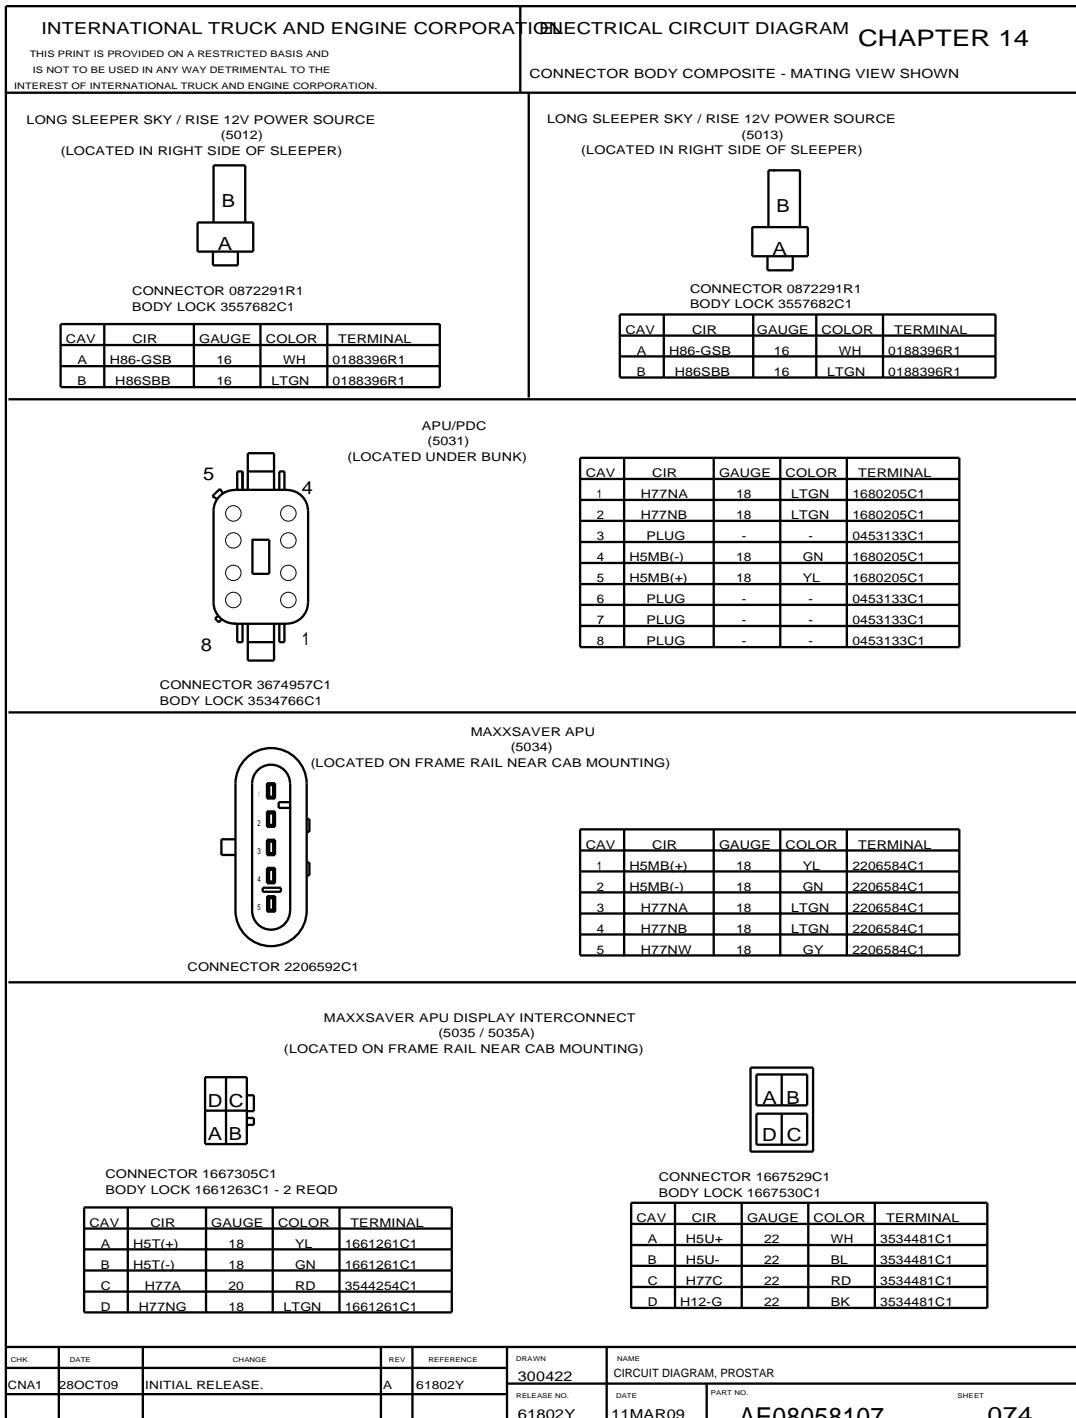 INTERNATIONAL TRUCK AND ENGINE CORPORATION
THIS PRINT IS PROVIDED ON A RESTRICTED BASIS AND
IS NOT TO BE USED IN ANY WAY DETRIMENTAL TO THE
INTEREST OF INTERNATIONAL TRUCK AND ENGINE CORPORATION.
ELECTRICAL CIRCUIT DIAGRAM CHAPTER 14
CONNECTOR BODY COMPOSITE - MATING VIEW SHOWN
LONG SLEEPER SKY / RISE 12V POWER SOURCE
(5012)
(LOCATED IN RIGHT SIDE OF SLEEPER)
B
A
CONNECTOR 0872291R1
BODY LOCK 3557682C1
CAV CIR GAUGE COLOR TERMINAL
A H86-GSB 16 WH 0188396R1
B H86SBB 16 LTGN 0188396R1
LONG SLEEPER SKY / RISE 12V POWER SOURCE
(5013)
(LOCATED IN RIGHT SIDE OF SLEEPER)
B
A
CONNECTOR 0872291R1
BODY LOCK 3557682C1
CAV CIR GAUGE COLOR TERMINAL
A H86-GSB 16 WH 0188396R1
B H86SBB 16 LTGN 0188396R1
APU/PDC
(5031)
(LOCATED UNDER BUNK)
5 4
8 1
CONNECTOR 3674957C1
BODY LOCK 3534766C1
CAV CIR GAUGE COLOR TERMINAL
1 H77NA 18 LTGN 1680205C1
2 H77NB 18 LTGN 1680205C1
3 PLUG - - 0453133C1
4 H5MB(-) 18 GN 1680205C1
5 H5MB(+) 18 YL 1680205C1
6 PLUG - - 0453133C1
7 PLUG - - 0453133C1
8 PLUG - - 0453133C1
MAXXSAVER APU
(5034)
(LOCATED ON FRAME RAIL NEAR CAB MOUNTING)
1
2
3
4
5
CONNECTOR 2206592C1
CAV CIR GAUGE COLOR TERMINAL
1 H5MB(+) 18 YL 2206584C1
2 H5MB(-) 18 GN 2206584C1
3 H77NA 18 LTGN 2206584C1
4 H77NB 18 LTGN 2206584C1
5 H77NW 18 GY 2206584C1
MAXXSAVER APU DISPLAY INTERCONNECT
(5035 / 5035A)
(LOCATED ON FRAME RAIL NEAR CAB MOUNTING)
D C
A B
CONNECTOR 1667305C1
BODY LOCK 1661263C1 - 2 REQD
CAV CIR GAUGE COLOR TERMINAL
A H5T(+) 18 YL 1661261C1
B H5T(-) 18 GN 1661261C1
C H77A 20 RD 3544254C1
D H77NG 18 LTGN 1661261C1
A B
D C
CONNECTOR 1667529C1
BODY LOCK 1667530C1
CAV CIR GAUGE COLOR TERMINAL
A H5U+ 22 WH 3534481C1
B H5U- 22 BL 3534481C1
C H77C 22 RD 3534481C1
D H12-G 22 BK 3534481C1
CHK DATE CHANGE REV REFERENCE
CNA1 28OCT09 INITIAL RELEASE. A 61802Y
DRAWN
300422
NAME
CIRCUIT DIAGRAM, PROSTAR
RELEASE NO.
61802Y
DATE
11MAR09
PART NO.
AE08058107
SHEET
074